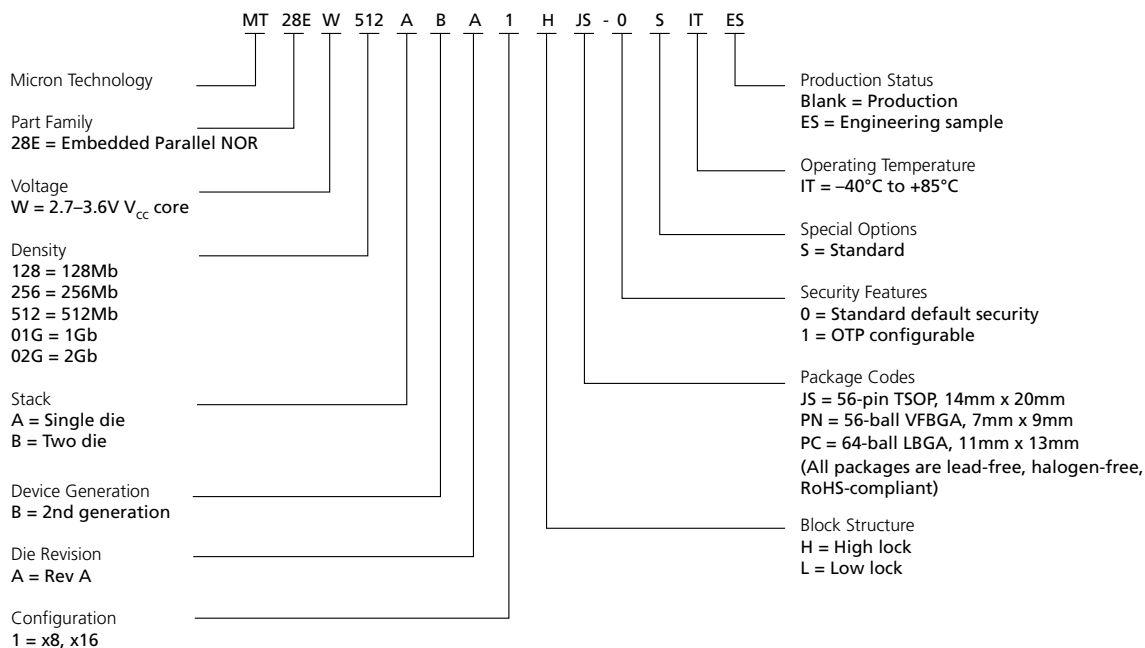 MT 28E W 512 A B A 1 H JS - 0 S IT ES
Micron Technology
Part Family
28E = Embedded Parallel NOR
Voltage
W = 2.7–3.6V Vcc core
Density
128 = 128Mb
256 = 256Mb
512 = 512Mb
01G = 1Gb
02G = 2Gb
Stack
A = Single die
B = Two die
Device Generation
B = 2nd generation
Die Revision
A = Rev A
Configuration
1 = x8, x16
Production Status
Blank = Production
ES = Engineering sample
Operating Temperature
IT = –40°C to +85°C
Special Options
S = Standard
Security Features
0 = Standard default security
1 = OTP configurable
Package Codes
JS = 56-pin TSOP, 14mm x 20mm
PN = 56-ball VFBGA, 7mm x 9mm
PC = 64-ball LBGA, 11mm x 13mm
(All packages are lead-free, halogen-free,
RoHS-compliant)
Block Structure
H = High lock
L = Low lock